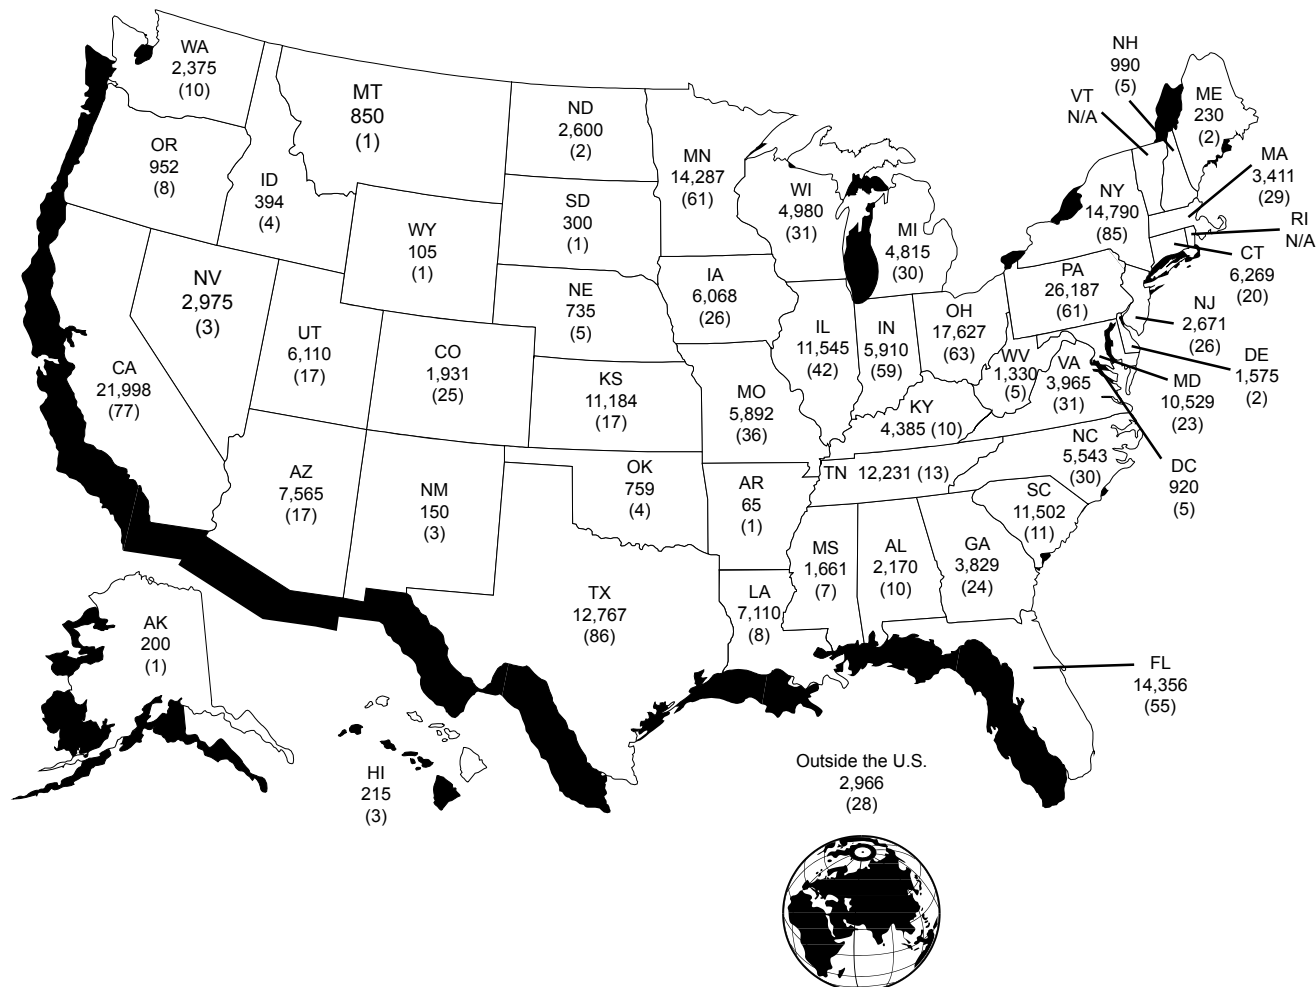 WA
2,375
(10)
OR
952
(8)
ID
394
(4)
MT
850
(1)
ND
2,600
(2)
SD
300
(1)
WY
105
(1)
NV
2,975
(3)
UT
6,110
(17)
CO
1,931
(25)
NE
735
(5)
KS
11,184
(17)
CA
21,998
(77)
AZ
7,565
(17)
NM
150
(3)
OK
759
(4)
TX
12,767
(86)
MN
14,287
(61)
IA
6,068
(26)
MO
5,892
(36)
AR
65
(1)
LA
7,110
(8)
WI
4,980
(31)
IL
11,545
(42)
MI
4,815
(30)
IN
5,910
(59)
OH
17,627
(63)
KY
4,385 (10)
TN 12,231 (13)
MS
1,661
(7)
AL
2,170
(10)
GA
3,829
(24)
SC
11,502
(11)
NC
5,543
(30)
WV
1,330
(5)
VA
3,965
(31)
PA
26,187
(61)
NY
14,790
(85)
VT
N/A
NH
990
(5)
ME
230
(2)
MA
3,411
(29)
RI
N/A
CT
6,269
(20)
NJ
2,671
(26)
DE
1,575
(2)
MD
10,529
(23)
DC
920
(5)
FL
14,356
(55)
AK
200
(1)
HI
215
(3)
Outside the U.S.
2,966
(28)